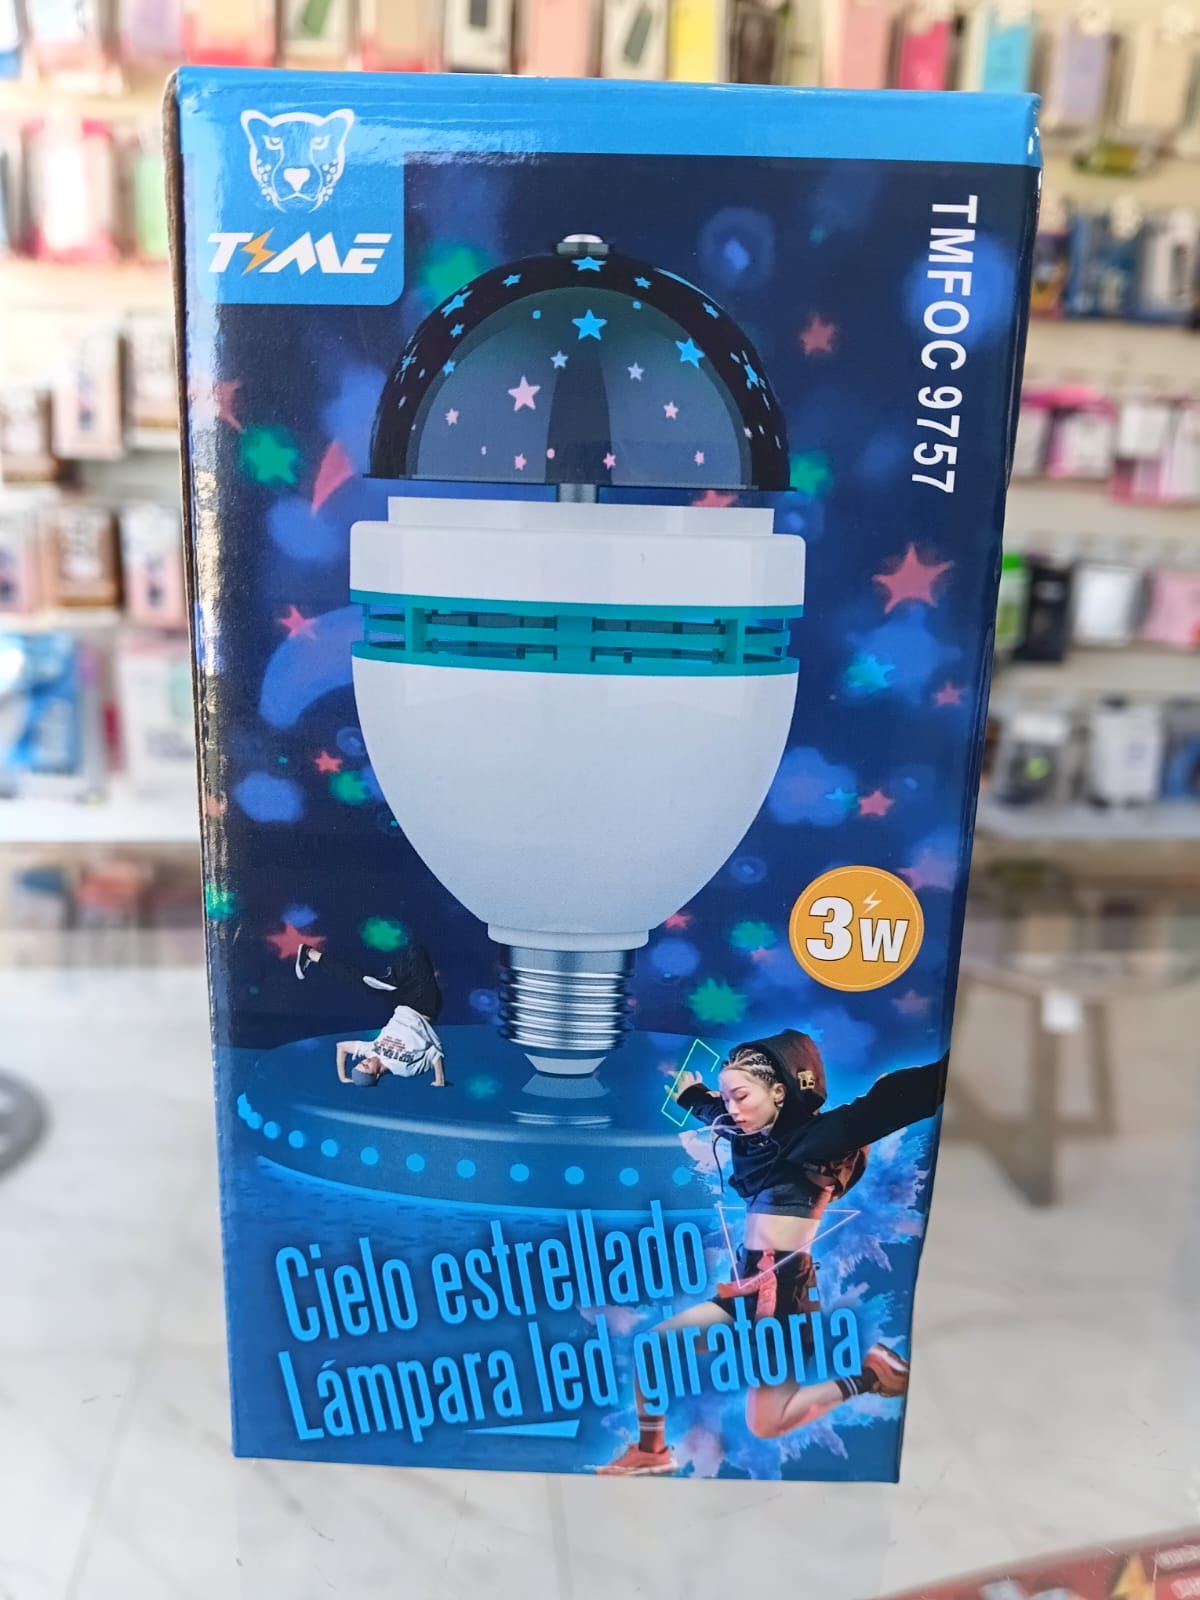 TIME
TMFOC 9757
3W
Cielo estrellado
Lámpara led giratoria